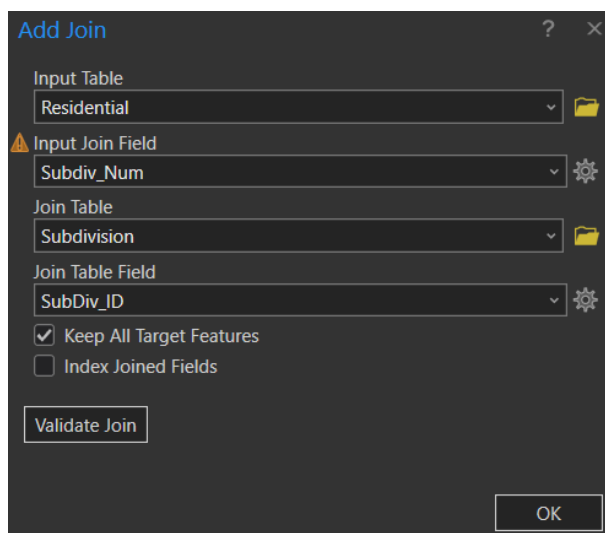 Add Join ? ×
Input Table
Residential
Input Join Field
Subdiv_Num
Join Table
Subdivision
Join Table Field
SubDiv_ID
Keep All Target Features
Index Joined Fields
Validate Join
OK